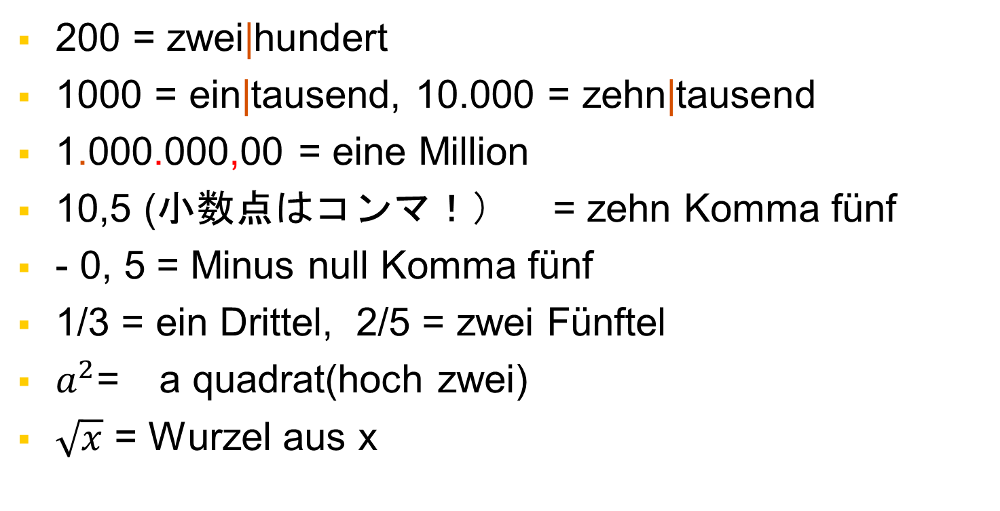 ▪ 200 = zwei|hundert
▪ 1000 = ein|tausend, 10.000 = zehn|tausend
▪ 1.000.000,00 = eine Million
▪ 10,5 (小数点はコンマ！） = zehn Komma fünf
▪ - 0, 5 = Minus null Komma fünf
▪ 1/3 = ein Drittel, 2/5 = zwei Fünftel
▪ a²= a quadrat(hoch zwei)
▪ √x = Wurzel aus x